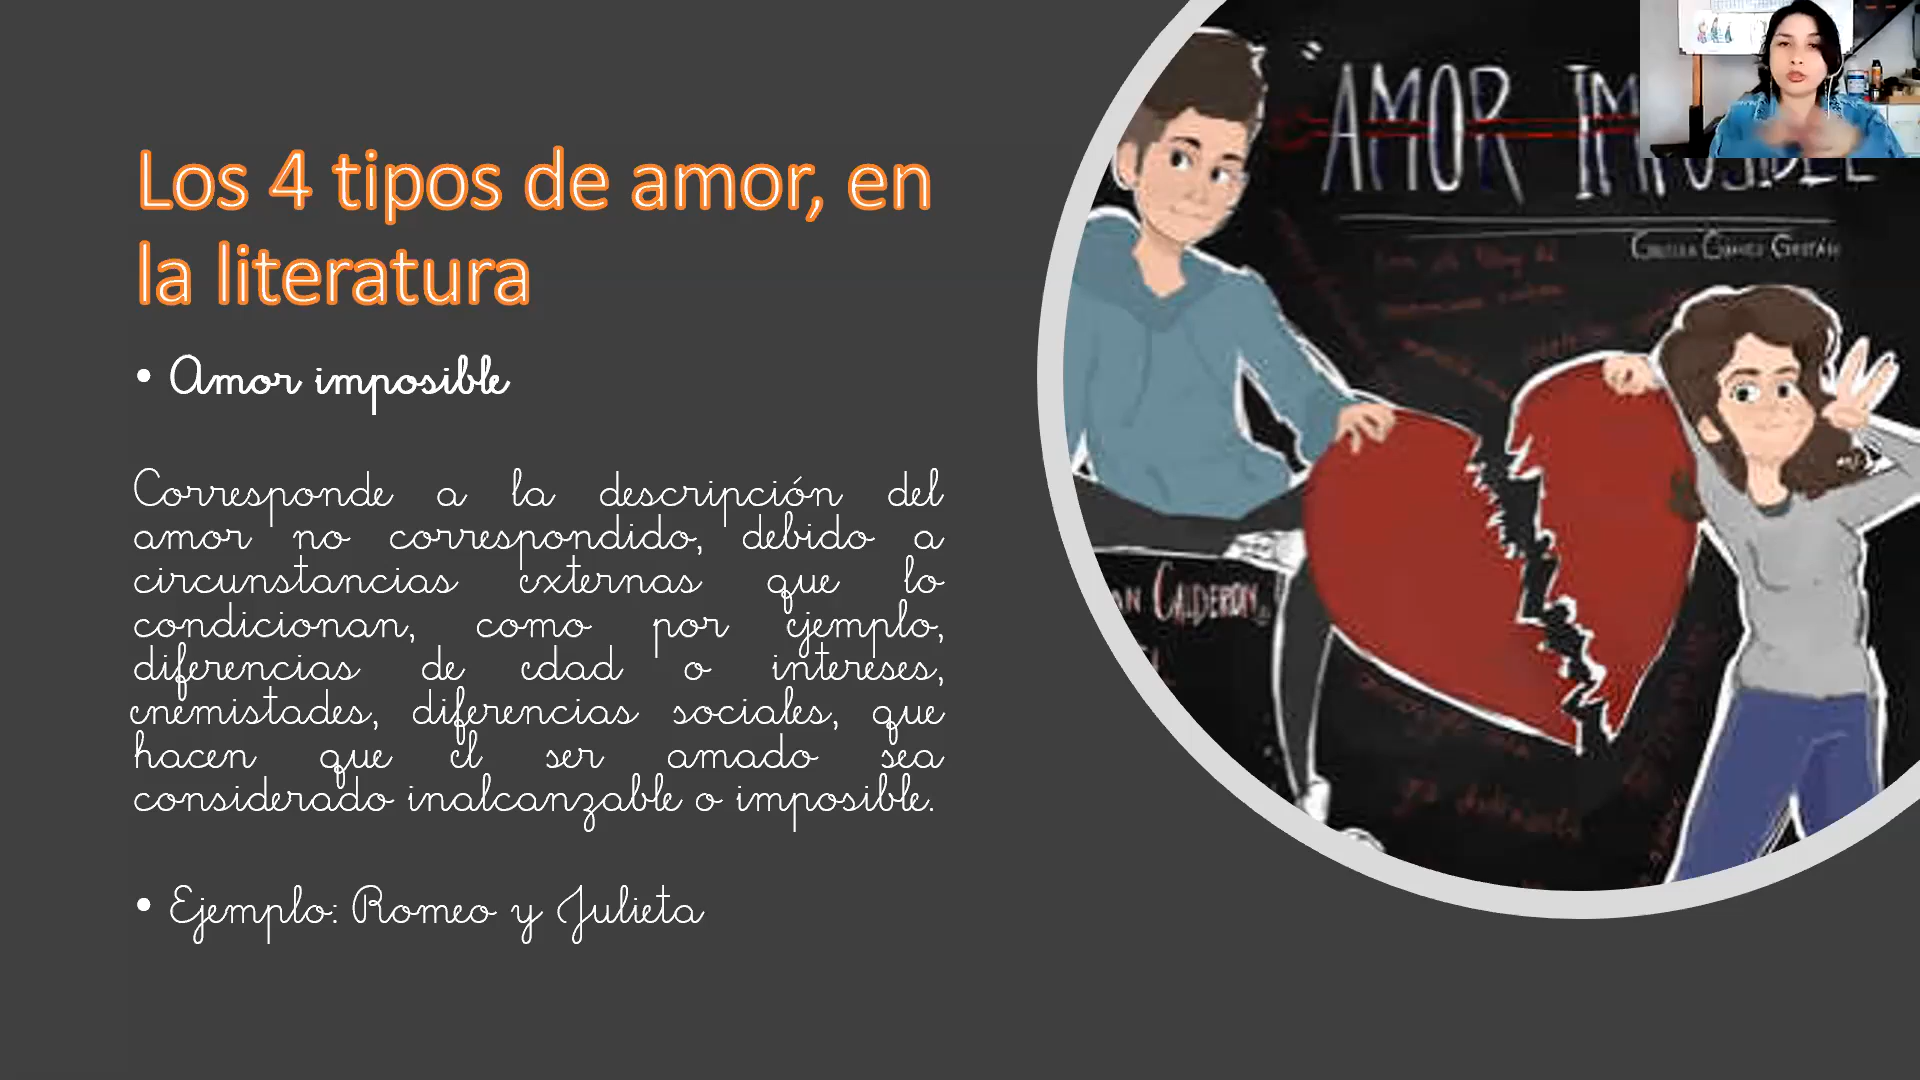 Los 4 tipos de amor, en
la literatura
• Amor imposible
Corresponde a la descripción del
amor no correspondido, debido a
circunstancias externas que lo
condicionan, como por ejemplo,
diferencias de edad o intereses,
enemistades, diferencias sociales, que
hacen que el ser amado sea
considerado inalcanzable o imposible.
• Ejemplo: Romeo y Julieta
"AMOR
CALDERÓN